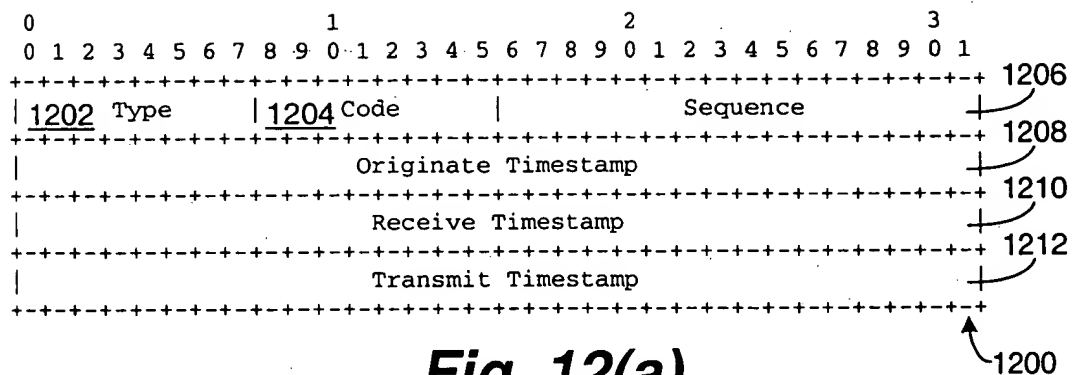 0 1 2 3
0 1 2 3 4 5 6 7 8 9 0 1 2 3 4 5 6 7 8 9 0 1 2 3 4 5 6 7 8 9 0 1
+-+-+-+-+-+-+-+-+-+-+-+-+-+-+-+-+-+-+-+-+-+-+-+-+-+-+-+-+-+-+-+-+ 1206
| 1202 Type | 1204 Code | Sequence |
+-+-+-+-+-+-+-+-+-+-+-+-+-+-+-+-+-+-+-+-+-+-+-+-+-+-+-+-+-+-+-+-+ 1208
| Originate Timestamp |
+-+-+-+-+-+-+-+-+-+-+-+-+-+-+-+-+-+-+-+-+-+-+-+-+-+-+-+-+-+-+-+-+ 1210
| Receive Timestamp |
+-+-+-+-+-+-+-+-+-+-+-+-+-+-+-+-+-+-+-+-+-+-+-+-+-+-+-+-+-+-+-+-+ 1212
| Transmit Timestamp |
+-+-+-+-+-+-+-+-+-+-+-+-+-+-+-+-+-+-+-+-+-+-+-+-+-+-+-+-+-+-+-+-+
1200
Fig. 12(a)